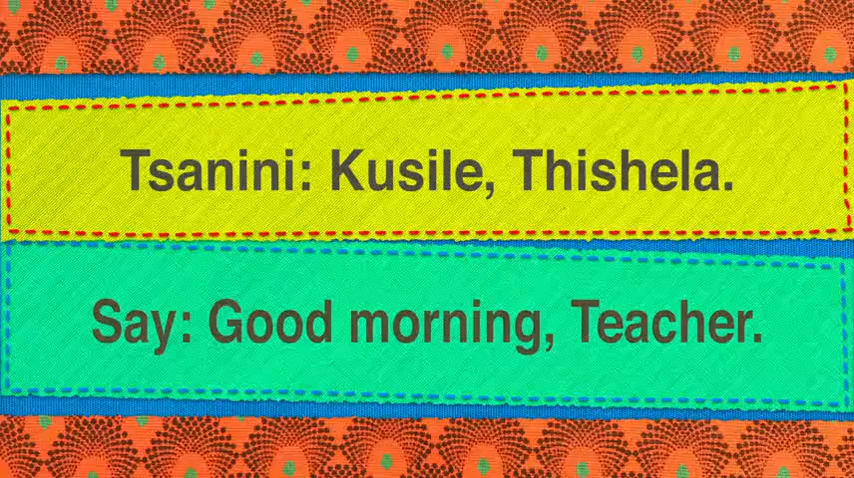 Tsanini: Kusile, Thishela.
Say: Good morning, Teacher.